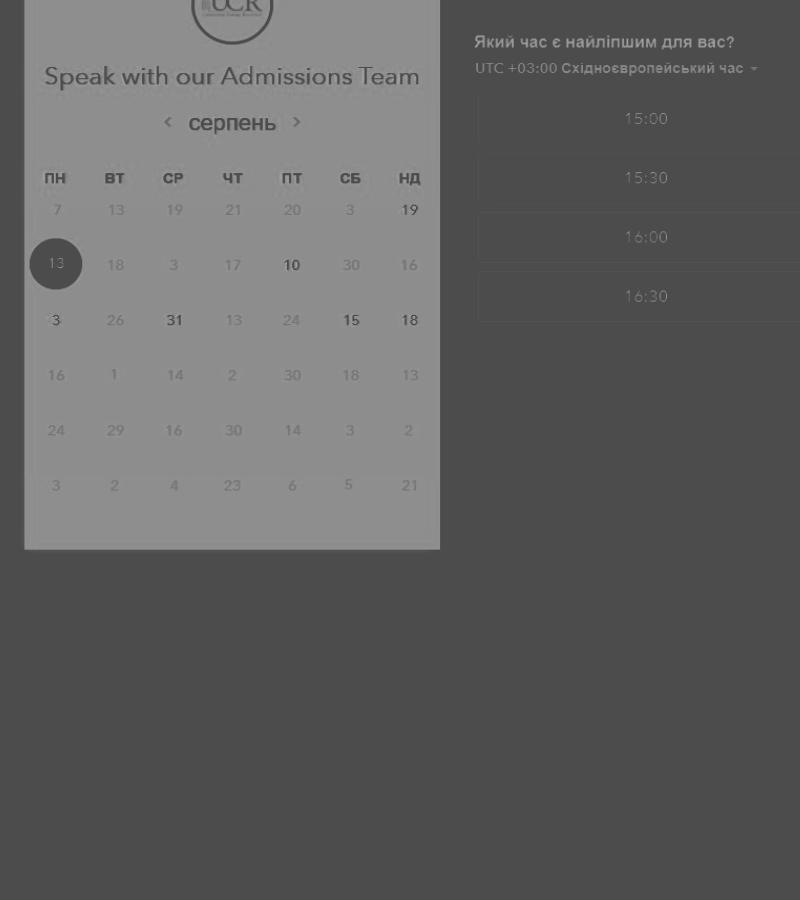 UCR
Speak with our Admissions Team
серпень
ПН ВТ СР ЧТ ПТ СБ НД
7 13 19 21 20 3 19
13 18 3 17 10 30 16
3 26 31 13 24 15 18
16 1 14 2 30 18 13
24 29 16 30 14 3 2
3 2 4 23 6 5 21
Який час є найліпшим для вас?
UTC +03:00 Східноєвропейський час
15:00
15:30
16:00
16:30